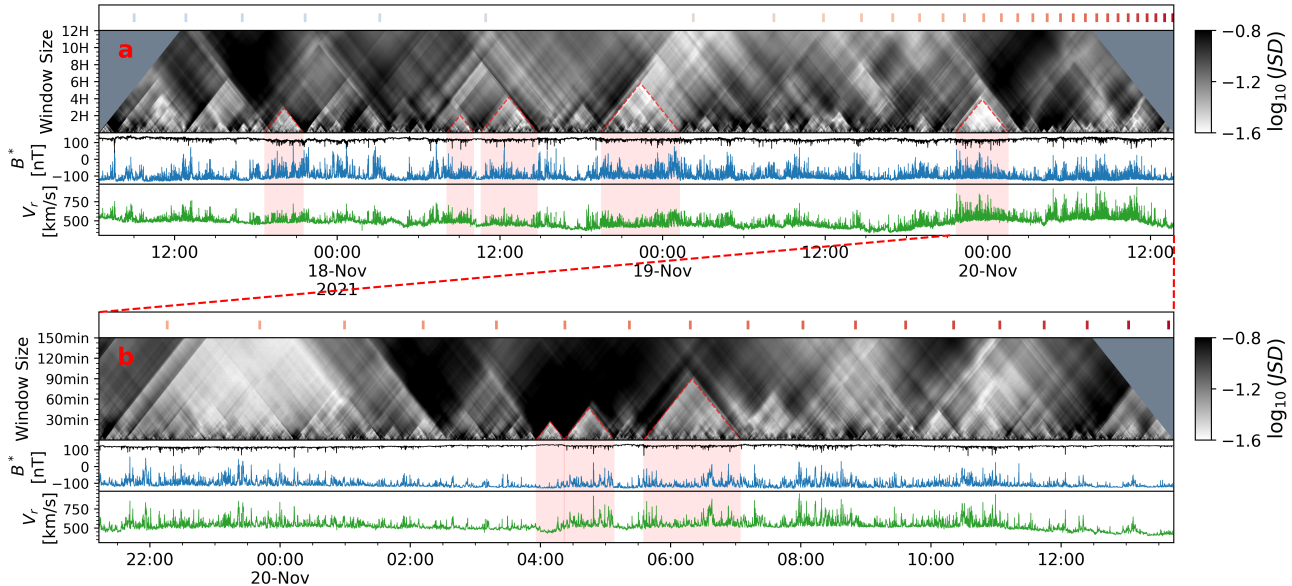 a
Window Size
12H
10H
8H
6H
4H
2H
−0.8
−1.2
−1.6
log10(JSD)
B* [nT]
100
0
−100
Vr [km/s]
750
500
12:00
00:00
12:00
00:00
12:00
00:00
12:00
18-Nov
19-Nov
20-Nov
2021
b
Window Size
150min
120min
90min
60min
30min
−0.8
−1.2
−1.6
log10(JSD)
B* [nT]
100
0
−100
Vr [km/s]
750
500
22:00
00:00
02:00
04:00
06:00
08:00
10:00
12:00
20-Nov